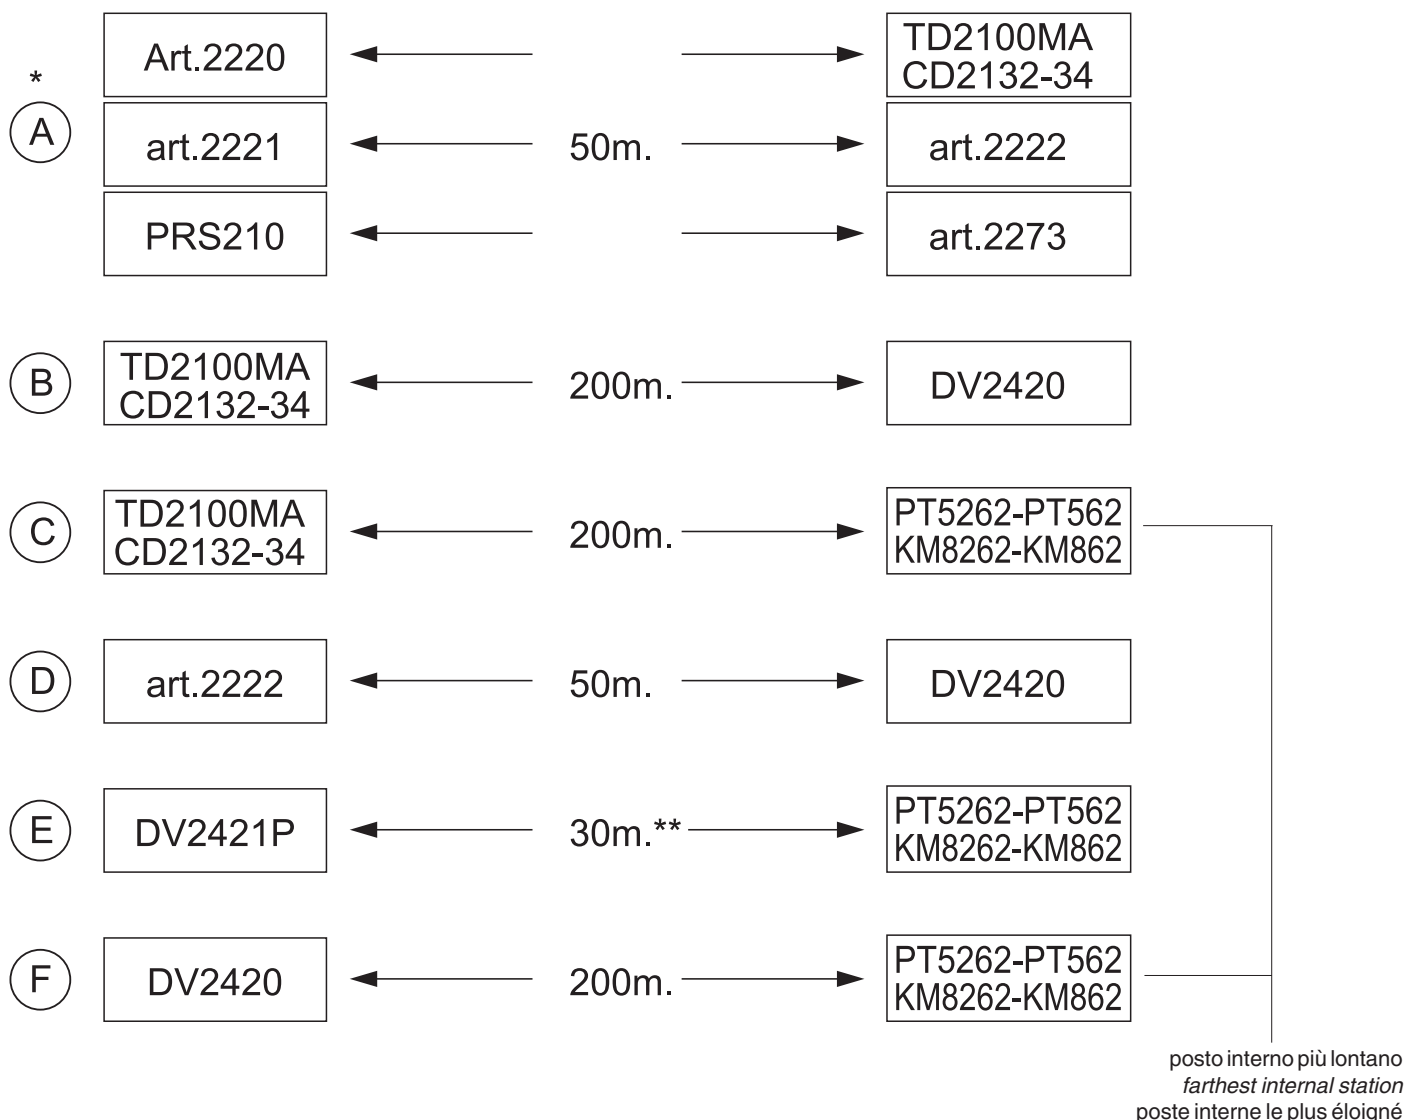 Art.2220
TD2100MA
CD2132-34
*
A
art.2221
50m.
art.2222
PRS210
art.2273
B
TD2100MA
CD2132-34
200m.
DV2420
C
TD2100MA
CD2132-34
200m.
PT5262-PT562
KM8262-KM862
D
art.2222
50m.
DV2420
E
DV2421P
30m.**
PT5262-PT562
KM8262-KM862
F
DV2420
200m.
PT5262-PT562
KM8262-KM862
posto interno più lontano
farthest internal station
poste interne le plus éloigné